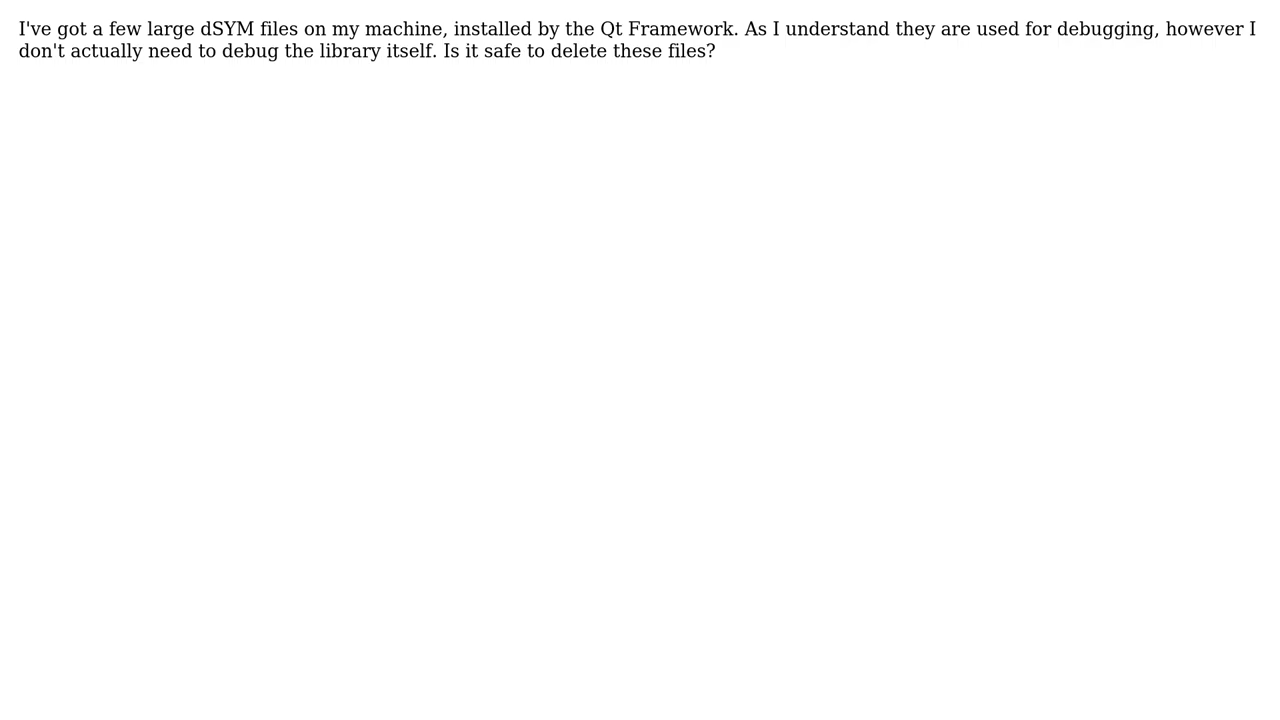 I've got a few large dSYM files on my machine, installed by the Qt Framework. As I understand they are used for debugging, however I
don't actually need to debug the library itself. Is it safe to delete these files?